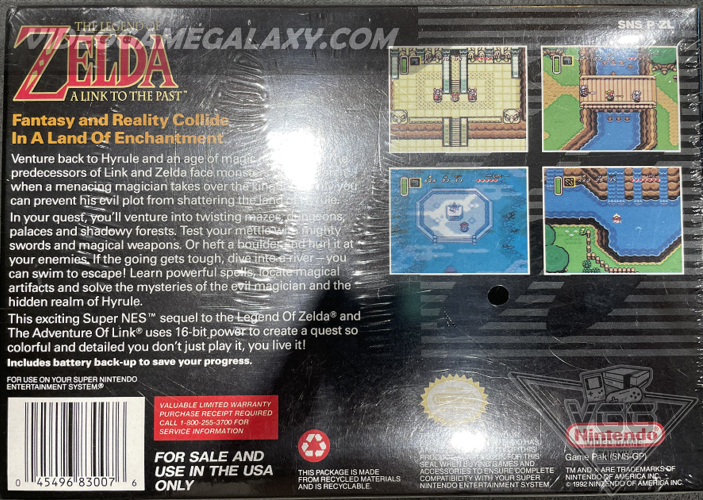 VIDEOGAMEGALAXY.COM
SNS P ZL
THE LEGEND OF
ZELDA
A LINK TO THE PAST™
Fantasy and Reality Collide
In A Land Of Enchantment
Venture back to Hyrule and an age of magic
predecessors of Link and Zelda face
when a menacing magician takes over the you
can prevent his evil plot from shattering the land of
In your quest, you'll venture into twisting mazes, dungeons,
palaces and shadowy forests. Test your mettle with mighty
swords and magical weapons. Or heft a boulder and hurl it at
your enemies. If the going gets tough, dive into a river—you
can swim to escape! Learn powerful spells, locate magical
artifacts and solve the mysteries of the evil magician and the
hidden realm of Hyrule.
This exciting Super NES™ sequel to the Legend Of Zelda® and
The Adventure Of Link® uses 16-bit power to create a quest so
colorful and detailed you don't just play it, you live it!
Includes battery back-up to save your progress.
FOR USE ON YOUR SUPER NINTENDO
ENTERTAINMENT SYSTEM®
VALUABLE LIMITED WARRANTY
PURCHASE RECEIPT REQUIRED
CALL 1-800-255-3700 FOR
SERVICE INFORMATION
FOR SALE AND
USE IN THE USA
ONLY
0 45496 83007 6
THIS PACKAGE IS MADE
FROM RECYCLED MATERIALS
AND IS RECYCLABLE.
SEAL WHEN BUYING GAMES AND
ACCESSORIES TO ENSURE COMPLETE
COMPATIBILITY WITH YOUR SUPER
NINTENDO ENTERTAINMENT SYSTEM.
VGG
Nintendo
Game Pak (SNS-GP)
TM AND ® ARE TRADEMARKS OF
NINTENDO OF AMERICA INC.
© 1992 NINTENDO OF AMERICA INC.